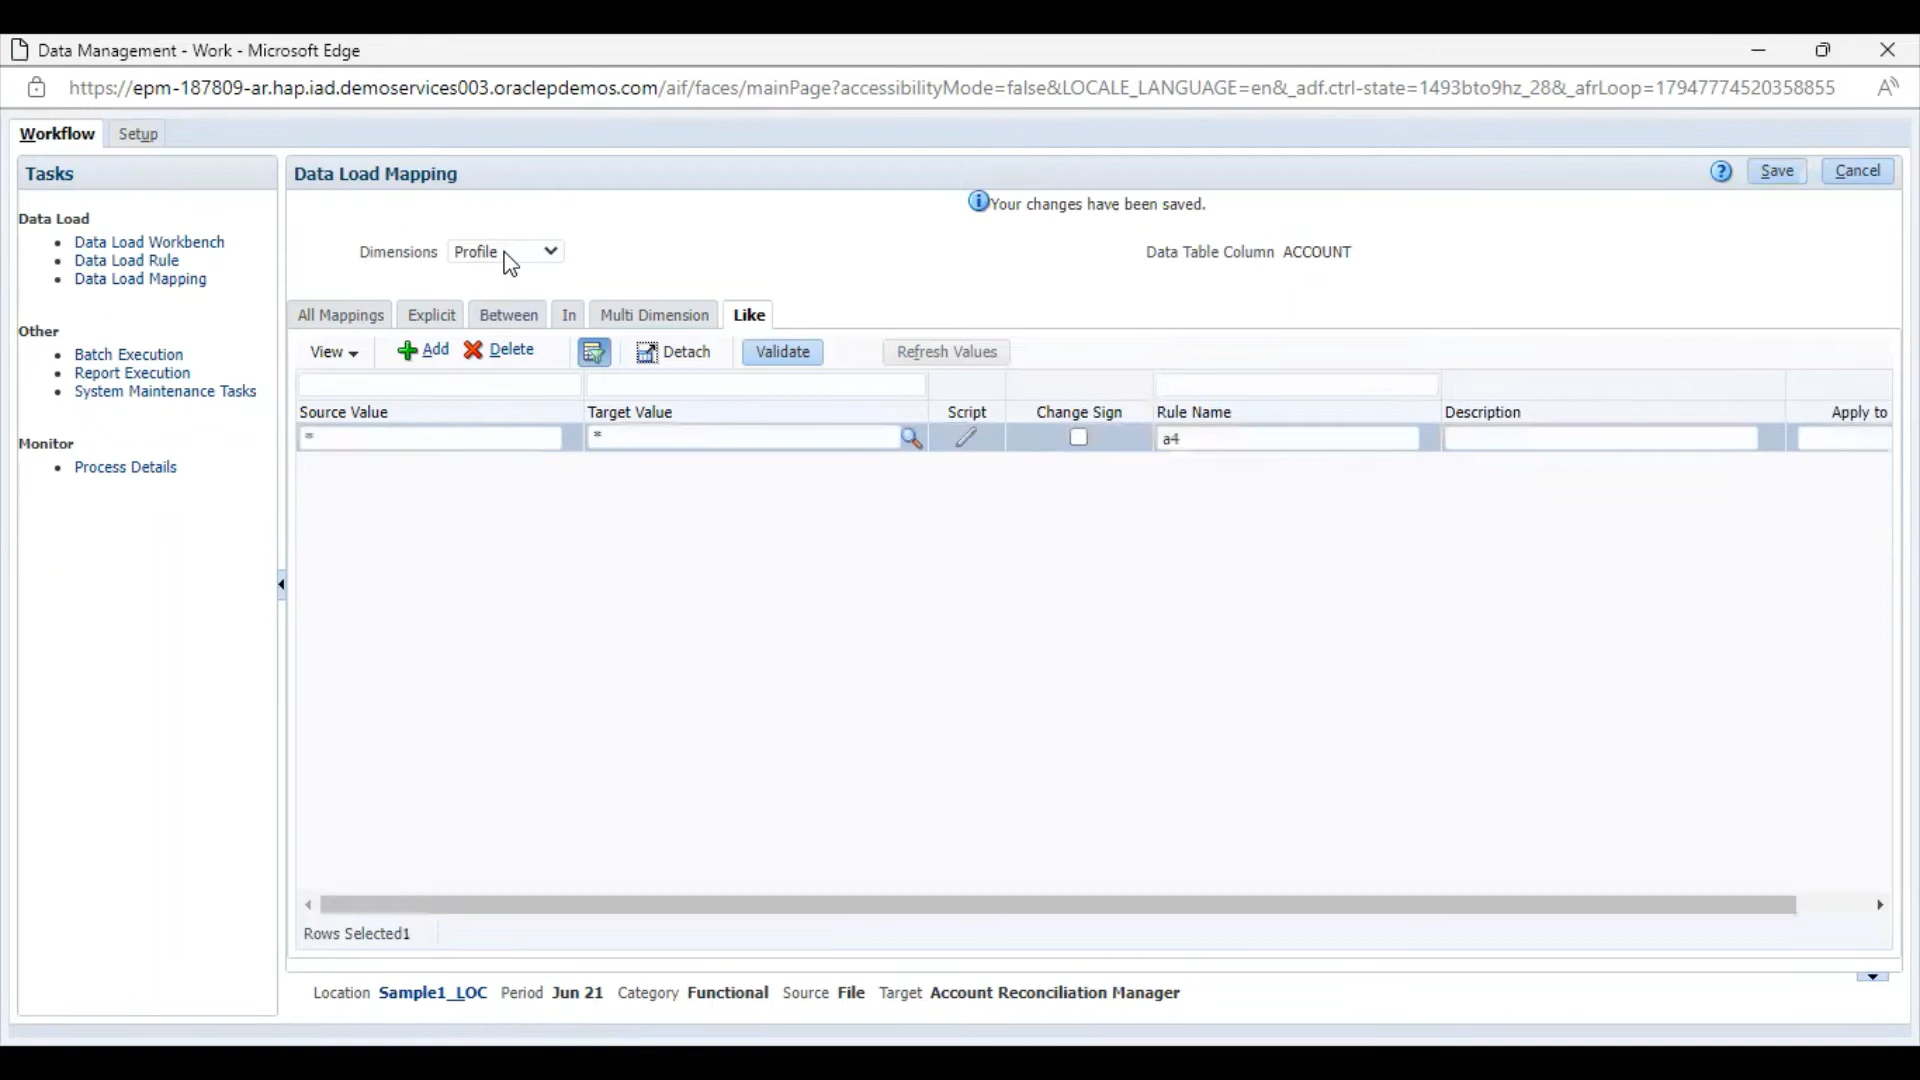 Data Management - Work - Microsoft Edge
https://epm-187809-ar.hap.iad.demoservices003.oraclepdemos.com/aif/faces/mainPage?accessibilityMode=false&LOCALE_LANGUAGE=en&_adf.ctrl-state=1493bto9hz_28&_afrLoop=17947774520358855
Workflow Setup
Tasks
Data Load
• Data Load Workbench
• Data Load Rule
• Data Load Mapping
Other
• Batch Execution
• Report Execution
• System Maintenance Tasks
Monitor
• Process Details
Data Load Mapping
? Save Cancel
Your changes have been saved.
Dimensions Profile Data Table Column ACCOUNT
All Mappings Explicit Between In Multi Dimension Like
View Add Delete Detach Validate Refresh Values
Source Value Target Value Script Change Sign Rule Name Description Apply to
* * a4
Rows Selected1
Location Sample1_LOC Period Jun 21 Category Functional Source File Target Account Reconciliation Manager